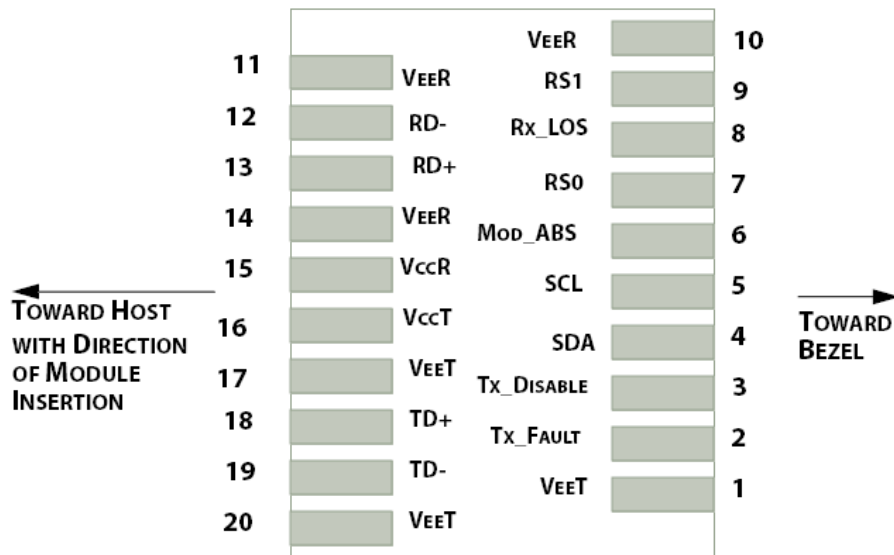 VEER 10
11 VEER
RS1 9
12 RD-
RX_LOS 8
13 RD+
RS0 7
14 VEER
MOD_ABS 6
15 VCCR
SCL 5
TOWARD HOST
WITH DIRECTION
OF MODULE
INSERTION
TOWARD
BEZEL
16 VCCT
SDA 4
17 VEET
TX_DISABLE 3
18 TD+
TX_FAULT 2
19 TD-
VEET 1
20 VEET